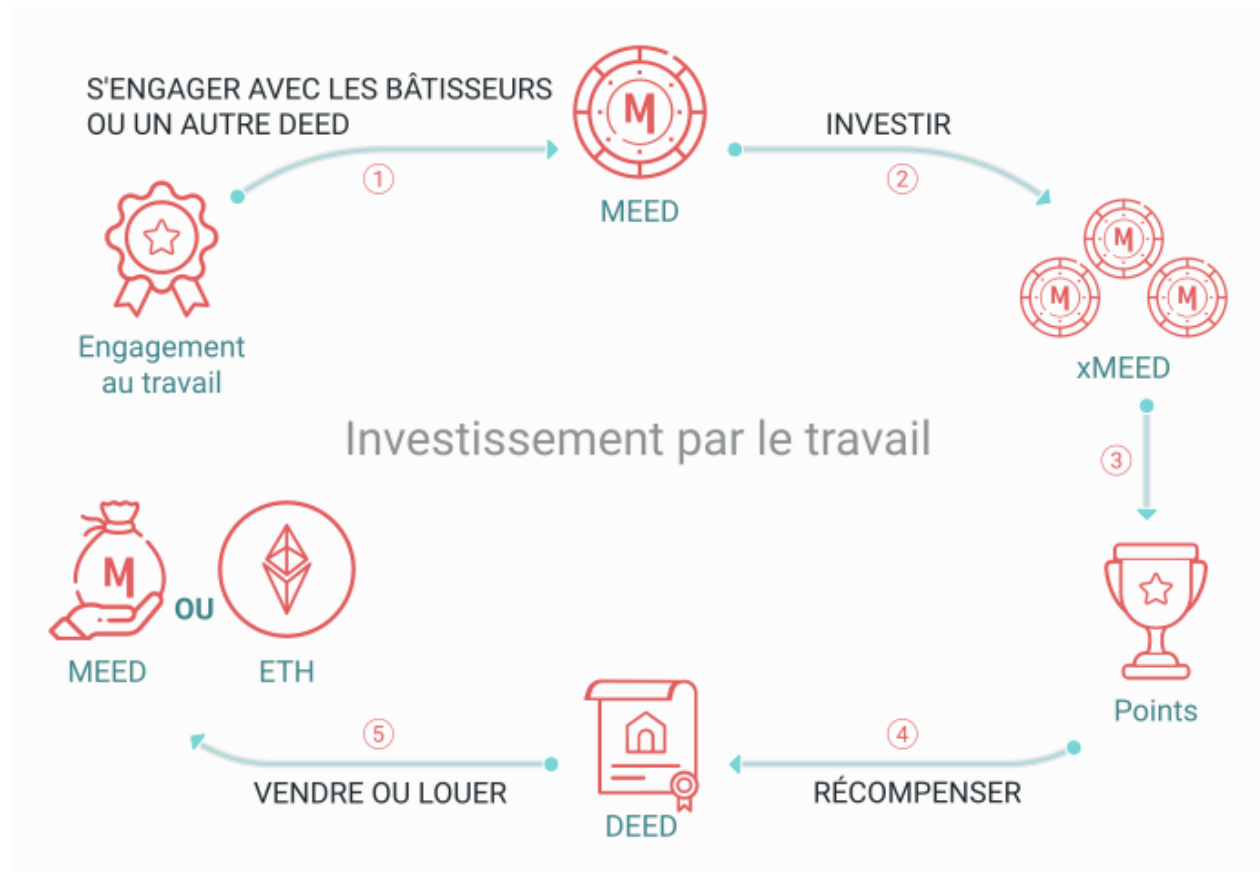 S'ENGAGER AVEC LES BÂTISSEURS
OU UN AUTRE DEED
1
M
MEED
INVESTIR
2
M
M
M
xMEED
Engagement
au travail
Investissement par le travail
3
Points
4
RÉCOMPENSER
DEED
5
VENDRE OU LOUER
M
OU
MEED
ETH